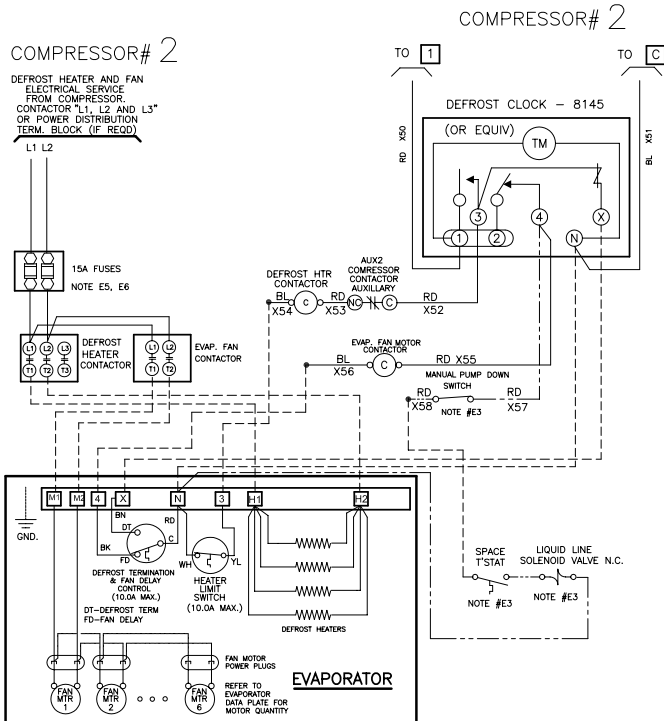 COMPRESSOR# 2
COMPRESSOR# 2
DEFROST HEATER AND FAN
ELECTRICAL SERVICE
FROM COMPRESSOR.
CONTACTOR "L1, L2 AND L3"
OR POWER DISTRIBUTION
TERM. BLOCK (IF REQD)
L1 L2
TO 1
TO C
RD X50
BL X51
DEFROST CLOCK - 8145
(OR EQUIV)
TM
3
4
X
1
2
N
15A FUSES
NOTE E5, E6
DEFROST HTR
CONTACTOR
AUX2
COMRESSOR
CONTACTOR
AUXILLARY
BL
X54
C
RD
X53
NC
C
RD
X52
L1 L2 L3
T1 T2 T3
DEFROST
HEATER
CONTACTOR
L1 L2
T1 T2
EVAP. FAN
CONTACTOR
EVAP. FAN MOTOR
CONTACTOR
BL
X56
C
RD X55
MANUAL PUMP DOWN
SWITCH
RD
X58
NOTE #E3
RD
X57
M1 M2 4 X N 3 H1 H2
GND.
BN
DT
RD
C
BK
FD
WH
YL
DEFROST TERMINATION
& FAN DELAY
CONTROL
(10.0A MAX.)
HEATER
LIMIT
SWITCH
(10.0A MAX.)
DT-DEFROST TERM
FD-FAN DELAY
DEFROST HEATERS
SPACE
T'STAT
NOTE #E3
LIQUID LINE
SOLENOID VALVE N.C.
NOTE #E3
FAN MOTOR
POWER PLUGS
FAN
MTR
1
FAN
MTR
2
FAN
MTR
6
REFER TO
EVAPORATOR
DATA PLATE FOR
MOTOR QUANTITY
EVAPORATOR